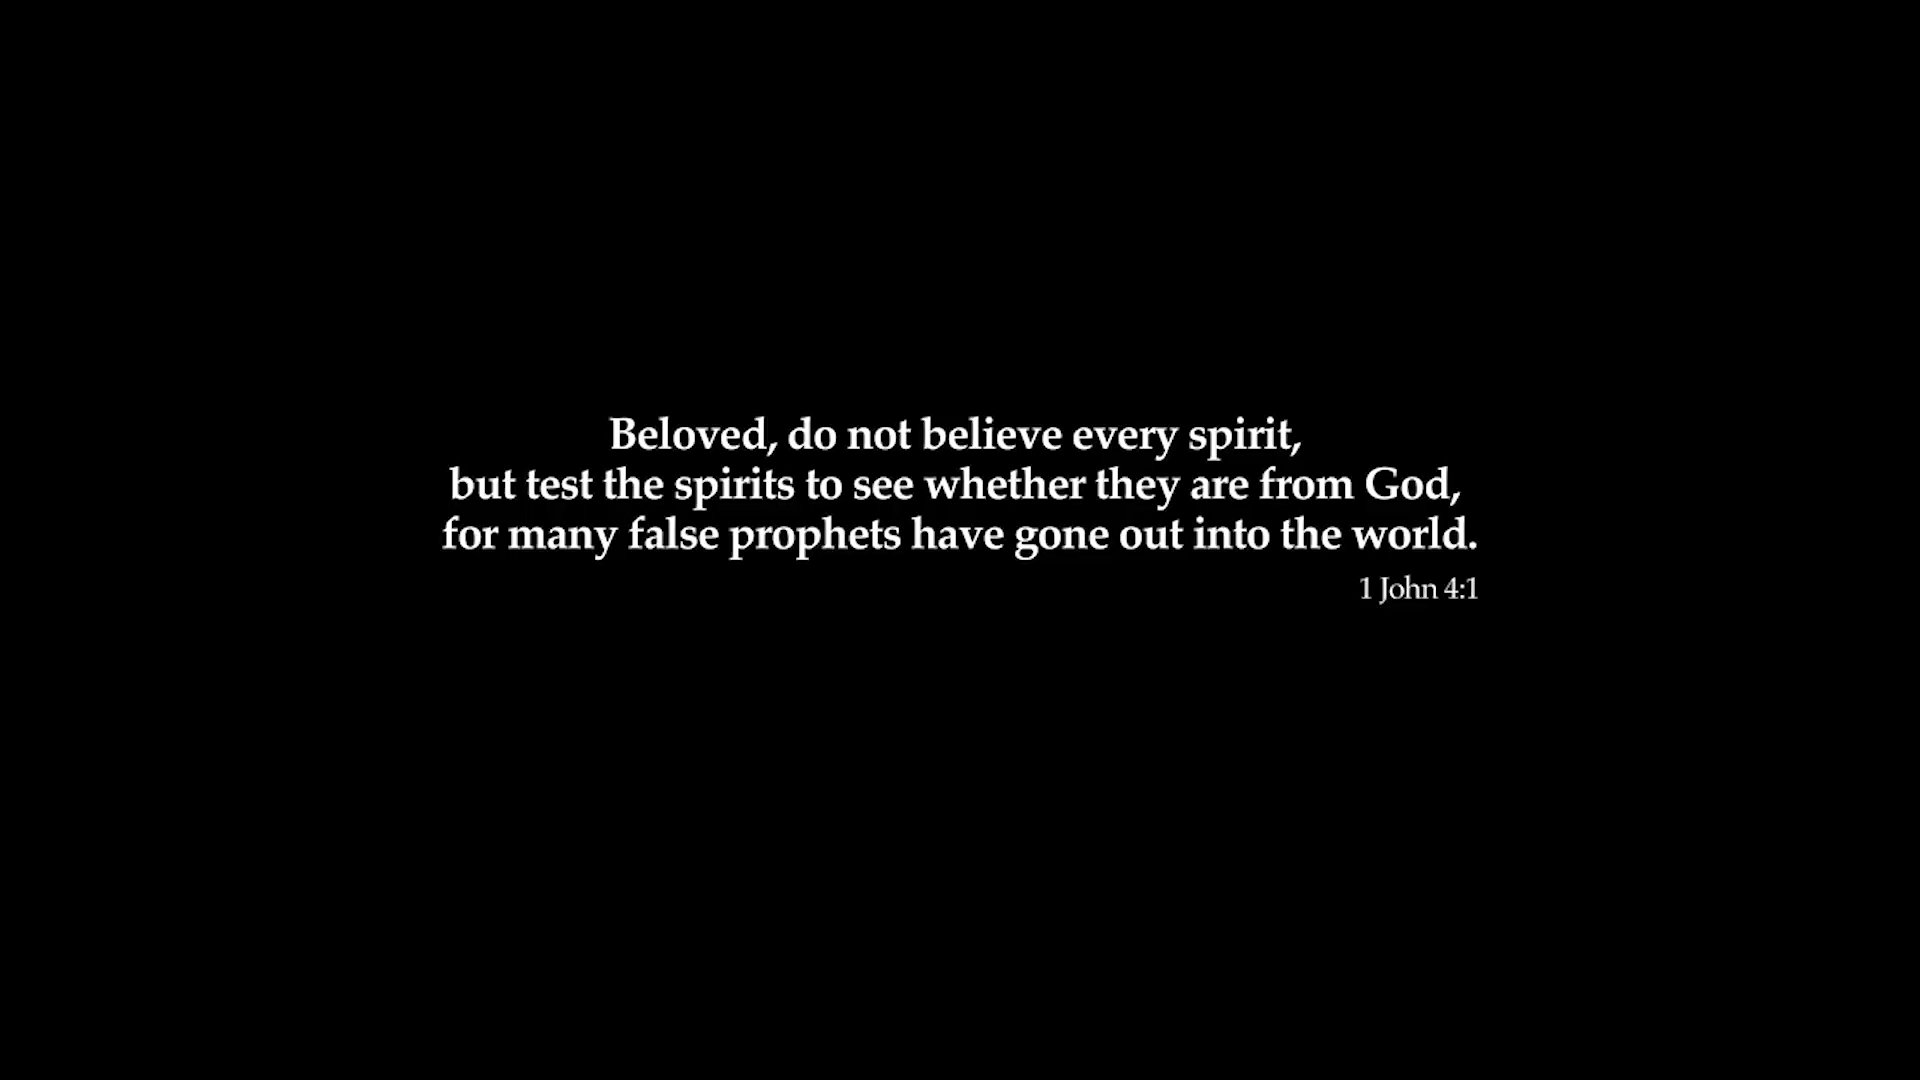 Beloved, do not believe every spirit,
but test the spirits to see whether they are from God,
for many false prophets have gone out into the world.
1 John 4:1